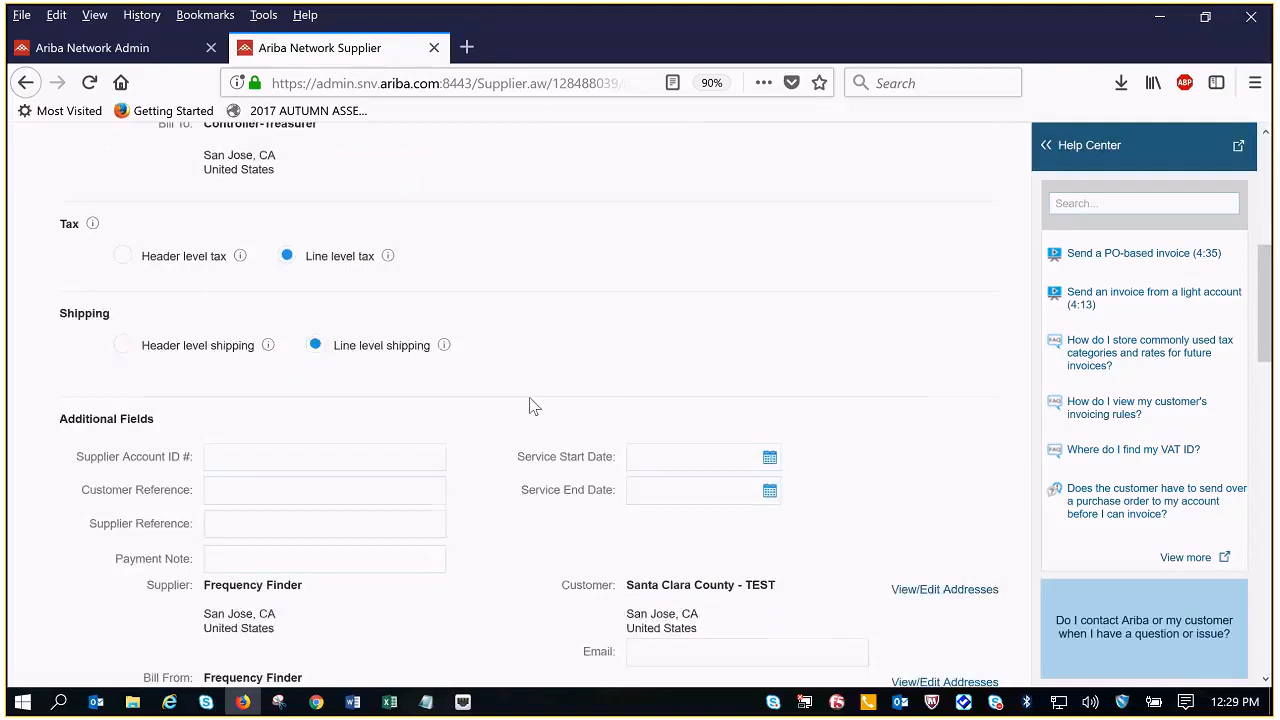 File Edit View History Bookmarks Tools Help
Ariba Network Admin
Ariba Network Supplier
https://admin.snv.ariba.com:8443/Supplier.aw/128488039/
90%
Search
Most Visited
Getting Started
2017 AUTUMN ASSE...
ABP
Bill To: Controller-Treasurer
San Jose, CA
United States
Tax
Header level tax
Line level tax
Shipping
Header level shipping
Line level shipping
Additional Fields
Supplier Account ID #:
Service Start Date:
Customer Reference:
Service End Date:
Supplier Reference:
Payment Note:
Supplier: Frequency Finder
San Jose, CA
United States
Customer: Santa Clara County - TEST
View/Edit Addresses
San Jose, CA
United States
Email:
Bill From: Frequency Finder
View/Edit Addresses
Help Center
Search...
Send a PO-based invoice (4:35)
Send an invoice from a light account
(4:13)
FAQ
How do I store commonly used tax
categories and rates for future
invoices?
FAQ
How do I view my customer's
invoicing rules?
FAQ
Where do I find my VAT ID?
Does the customer have to send over
a purchase order to my account
before I can invoice?
View more
Do I contact Ariba or my customer
when I have a question or issue?
12:29 PM